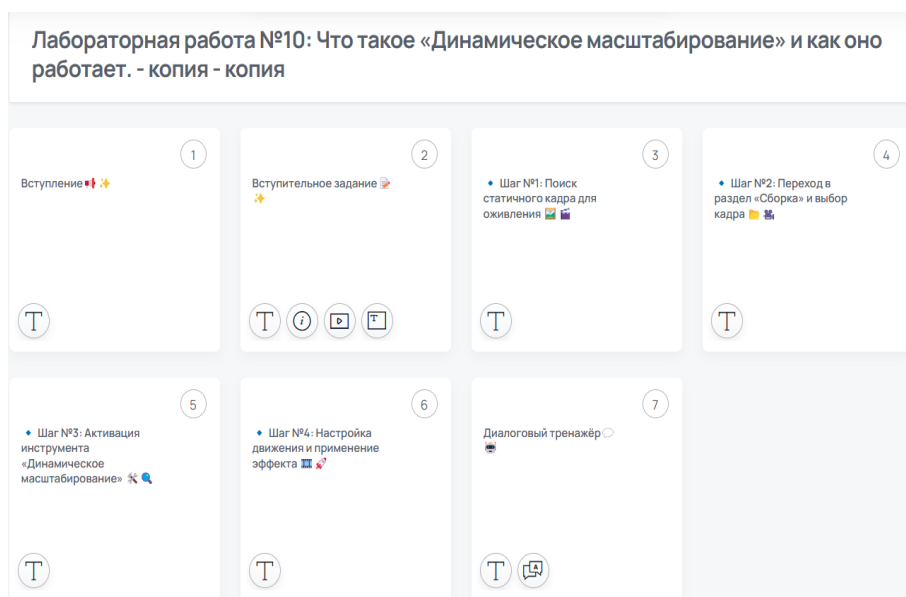 Лабораторная работа №10: Что такое «Динамическое масштабирование» и как оно
работает. - копия - копия
1
Вступление 📢 ✨
T
2
Вступительное задание 📝
✨
T i T
3
🔹 Шаг №1: Поиск
статичного кадра для
оживления 🖼️ 🎬
T
4
🔹 Шаг №2: Переход в
раздел «Сборка» и выбор
кадра 📁 🎥
T
5
🔹 Шаг №3: Активация
инструмента
«Динамическое
масштабирование» 🛠️ 🔍
T
6
🔹 Шаг №4: Настройка
движения и применение
эффекта 🎞️ 🚀
T
7
Диалоговый тренажёр 💬
🤖
T A